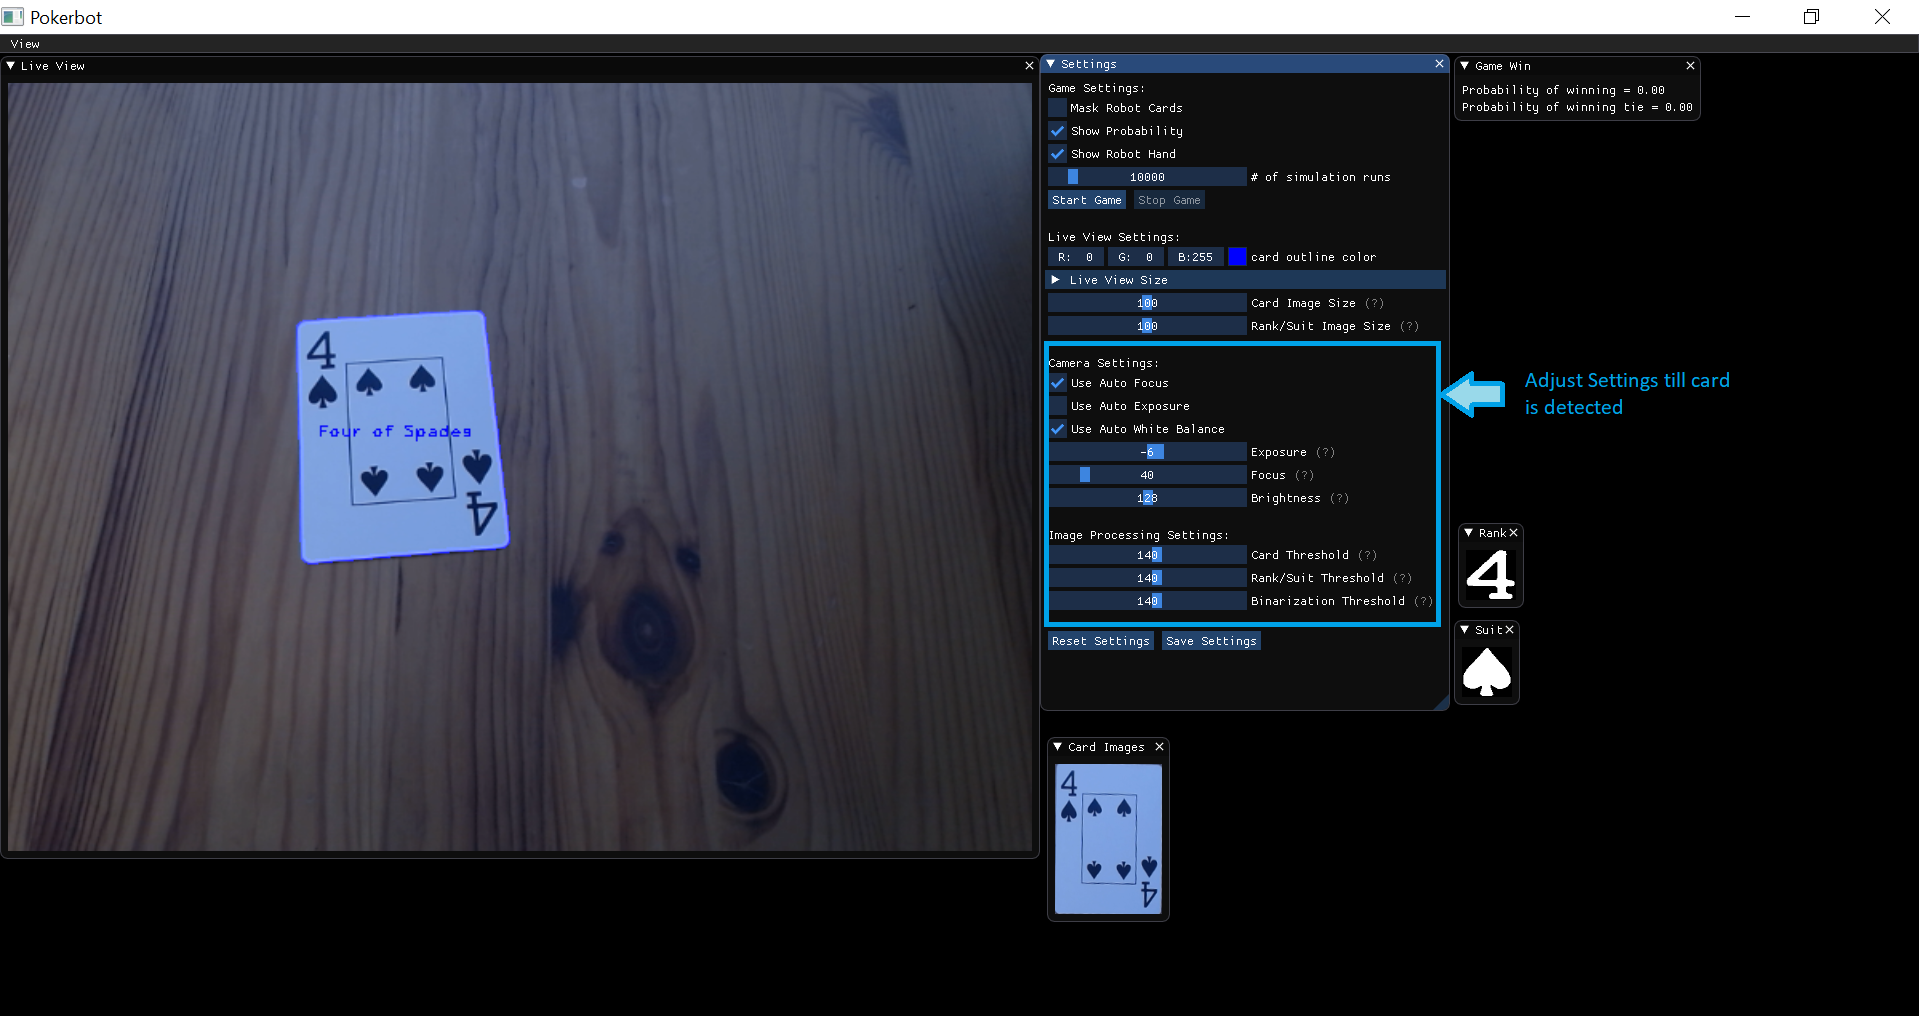 Pokerbot
View
Live View
4
Four of Spades
4
Settings
Game Settings:
Mask Robot Cards
Show Probability
Show Robot Hand
10000 # of simulation runs
Start Game Stop Game
Live View Settings:
R: 0 G: 0 B:255 card outline color
Live View Size
100 Card Image Size (?)
100 Rank/Suit Image Size (?)
Camera Settings:
Use Auto Focus
Use Auto Exposure
Use Auto White Balance
-6 Exposure (?)
40 Focus (?)
128 Brightness (?)
Image Processing Settings:
140 Card Threshold (?)
140 Rank/Suit Threshold (?)
140 Binarization Threshold (?)
Reset Settings Save Settings
Adjust Settings till card
is detected
Game Win
Probability of winning = 0.00
Probability of winning tie = 0.00
Rank
4
Suit
Card Images
4
4